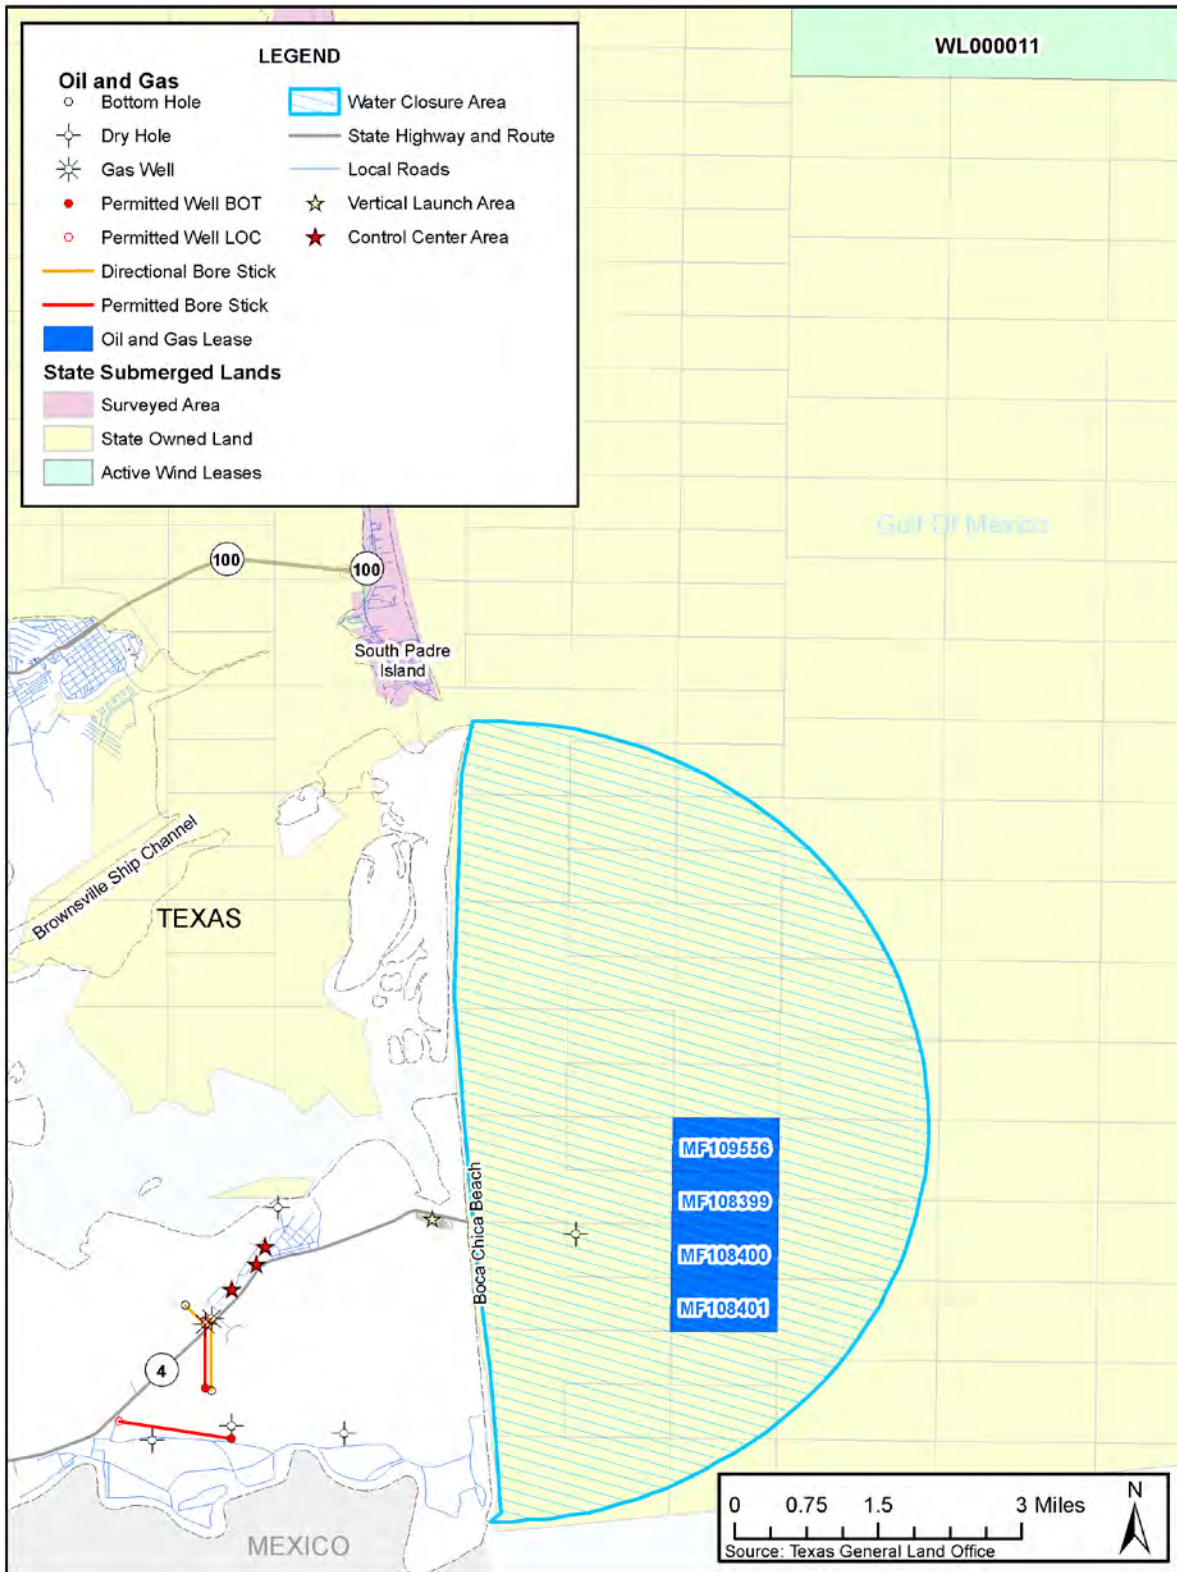 WL000011
LEGEND
Oil and Gas
Bottom Hole
Dry Hole
Gas Well
Permitted Well BOT
Permitted Well LOC
Directional Bore Stick
Permitted Bore Stick
Oil and Gas Lease
State Submerged Lands
Surveyed Area
State Owned Land
Active Wind Leases
Water Closure Area
State Highway and Route
Local Roads
Vertical Launch Area
Control Center Area
Gulf Of Mexico
100
100
South Padre
Island
Brownsville Ship Channel
TEXAS
Boca Chica Beach
MF109556
MF108399
MF108400
MF108401
4
MEXICO
0 0.75 1.5 3 Miles
N
Source: Texas General Land Office